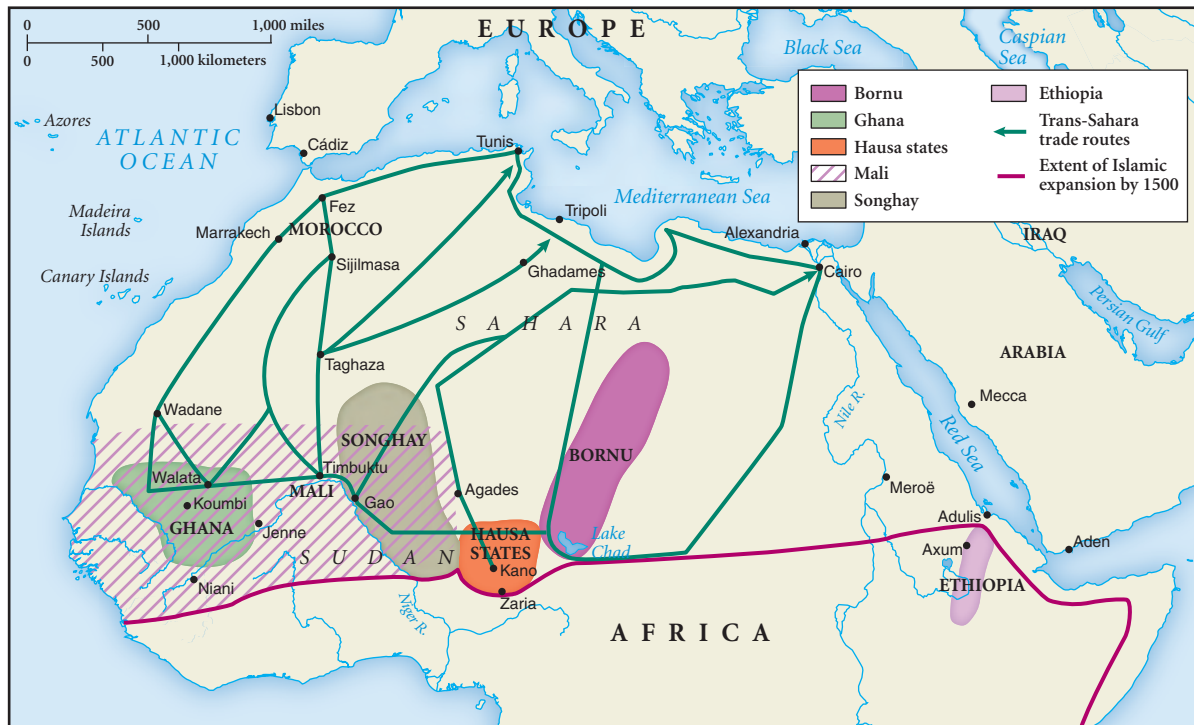 0 500 1,000 miles
0 500 1,000 kilometers
EUROPE
Black Sea
Caspian
Sea
Azores
ATLANTIC
OCEAN
Lisbon
Cádiz
Tunis
Mediterranean Sea
Bornu
Ghana
Hausa states
Mali
Songhay
Ethiopia
Trans-Sahara
trade routes
Extent of Islamic
expansion by 1500
Madeira
Islands
Canary Islands
Fez
MOROCCO
Marrakech
Sijilmasa
Tripoli
Ghadames
Alexandria
Cairo
IRAQ
Persian Gulf
SAHARA
Taghaza
ARABIA
Mecca
Nile R.
Red Sea
Wadane
SONGHAY
BORNU
Walata
Timbuktu
MALI
Koumbi
GHANA
Jenne
Gao
Agades
Meroë
Adulis
Aden
HAUSA
STATES
Lake
Chad
Kano
Zaria
SUDAN
Niani
Niger R.
Axum
ETHIOPIA
AFRICA